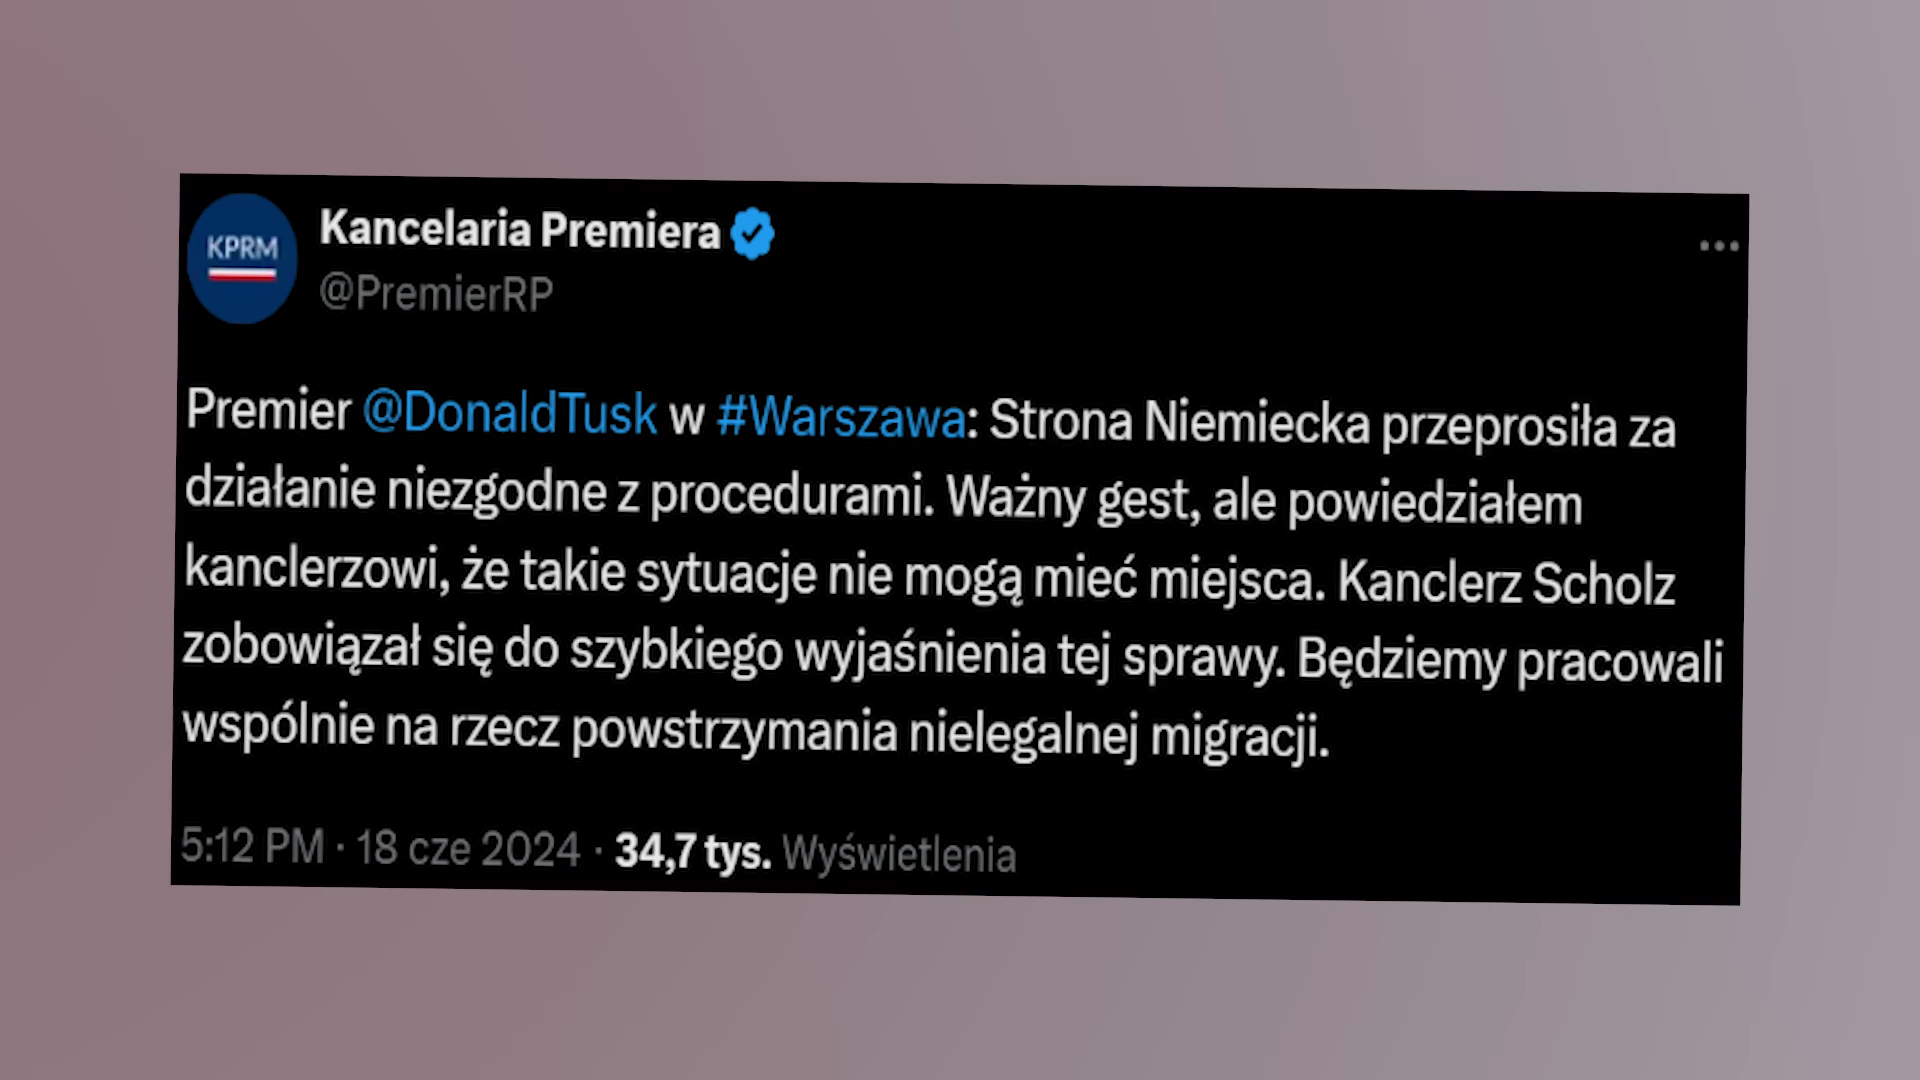 KPRM
Kancelaria Premiera
@PremierRP
Premier @DonaldTusk w #Warszawa: Strona Niemiecka przeprosiła za
działanie niezgodne z procedurami. Ważny gest, ale powiedziałem
kanclerzowi, że takie sytuacje nie mogą mieć miejsca. Kanclerz Scholz
zobowiązał się do szybkiego wyjaśnienia tej sprawy. Będziemy pracowali
wspólnie na rzecz powstrzymania nielegalnej migracji.
5:12 PM · 18 cze 2024 · 34,7 tys. Wyświetlenia